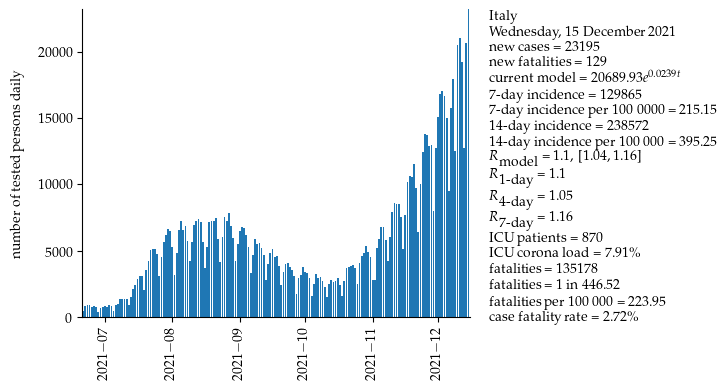 number of tested persons daily
20000
15000
10000
5000
0
2021−07
2021−08
2021−09
2021−10
2021−11
2021−12
Italy
Wednesday, 15 December 2021
new cases = 23195
new fatalities = 129
current model = 20689.93e^0.0239t
7-day incidence = 129865
7-day incidence per 100 0000 = 215.15
14-day incidence = 238572
14-day incidence per 100 000 = 395.25
R_model = 1.1, [1.04, 1.16]
R_1-day = 1.1
R_4-day = 1.05
R_7-day = 1.16
ICU patients = 870
ICU corona load = 7.91%
fatalities = 135178
fatalities = 1 in 446.52
fatalities per 100 000 = 223.95
case fatality rate = 2.72%